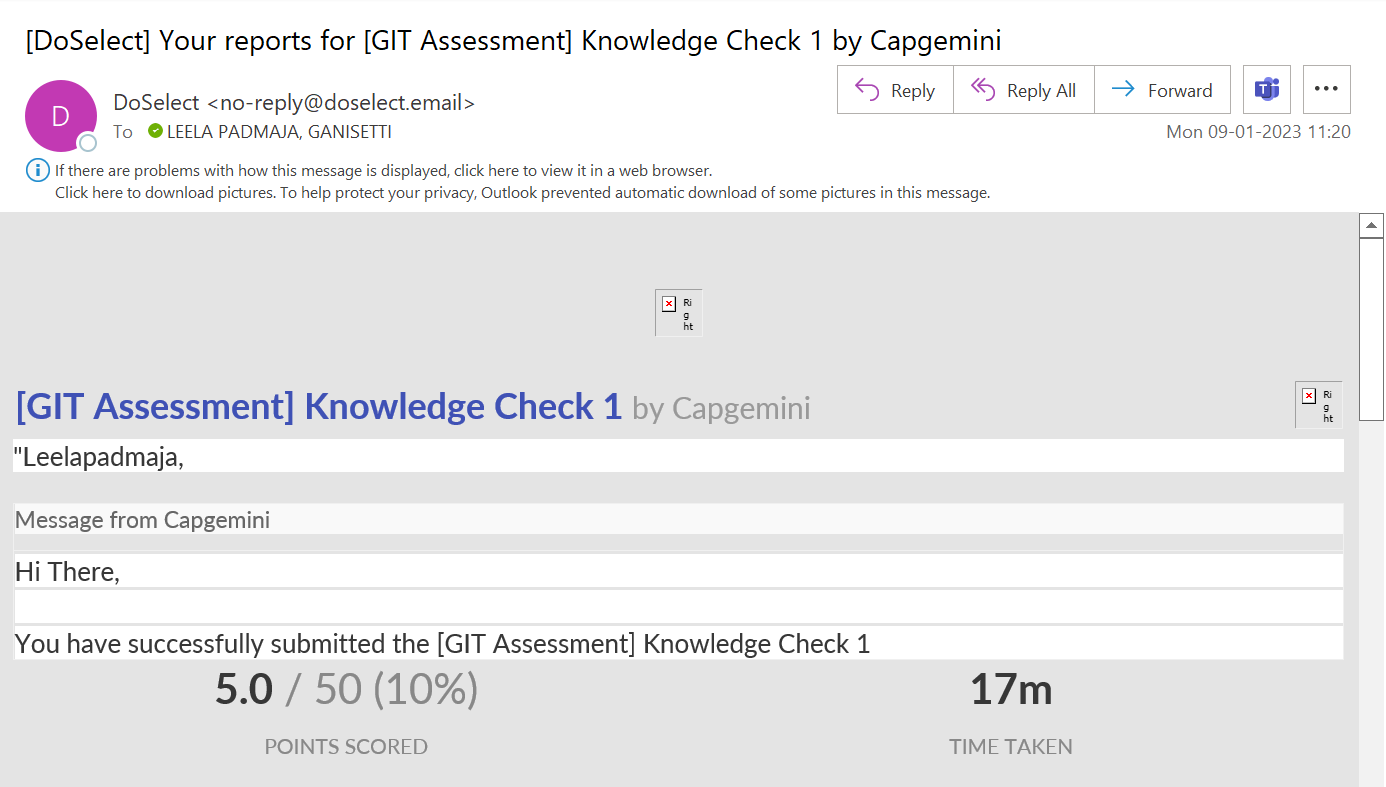 [DoSelect] Your reports for [GIT Assessment] Knowledge Check 1 by Capgemini
D
DoSelect <no-reply@doselect.email>
To LEELA PADMAJA, GANISETTI
Reply
Reply All
Forward
Mon 09-01-2023 11:20
If there are problems with how this message is displayed, click here to view it in a web browser.
Click here to download pictures. To help protect your privacy, Outlook prevented automatic download of some pictures in this message.
Ri
g
ht
[GIT Assessment] Knowledge Check 1 by Capgemini
Ri
g
ht
"Leelapadmaja,
Message from Capgemini
Hi There,
You have successfully submitted the [GIT Assessment] Knowledge Check 1
5.0 / 50 (10%)
17m
POINTS SCORED
TIME TAKEN